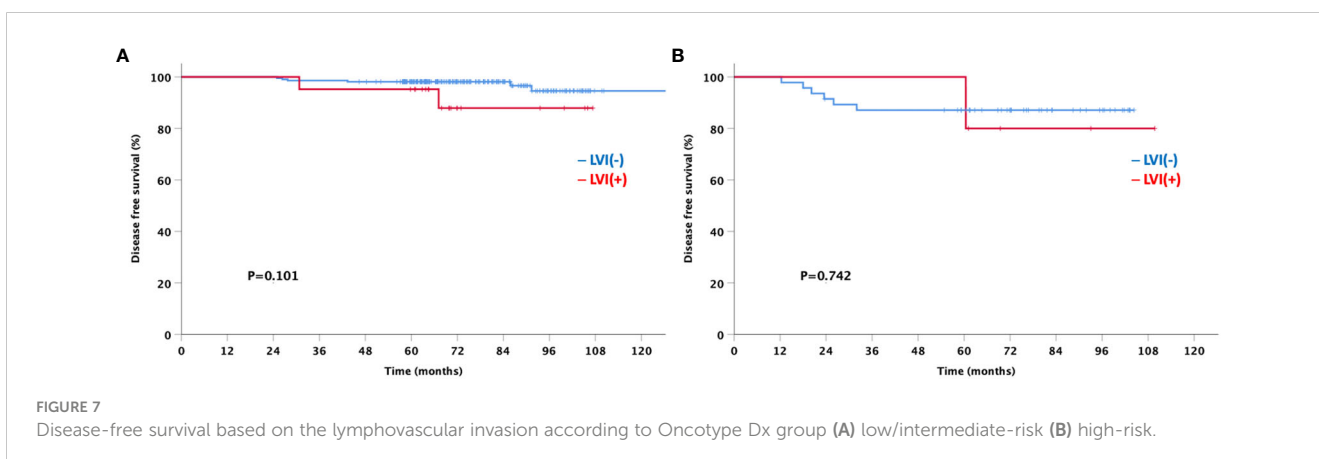 A
Disease free survival (%)
100
80
60
40
20
0
LVI(-)
LVI(+)
P=0.101
0 12 24 36 48 60 72 84 96 108 120
Time (months)
B
Disease free survival (%)
100
80
60
40
20
0
LVI(-)
LVI(+)
P=0.742
0 12 24 36 48 60 72 84 96 108 120
Time (months)
FIGURE 7
Disease-free survival based on the lymphovascular invasion according to Oncotype Dx group (A) low/intermediate-risk (B) high-risk.